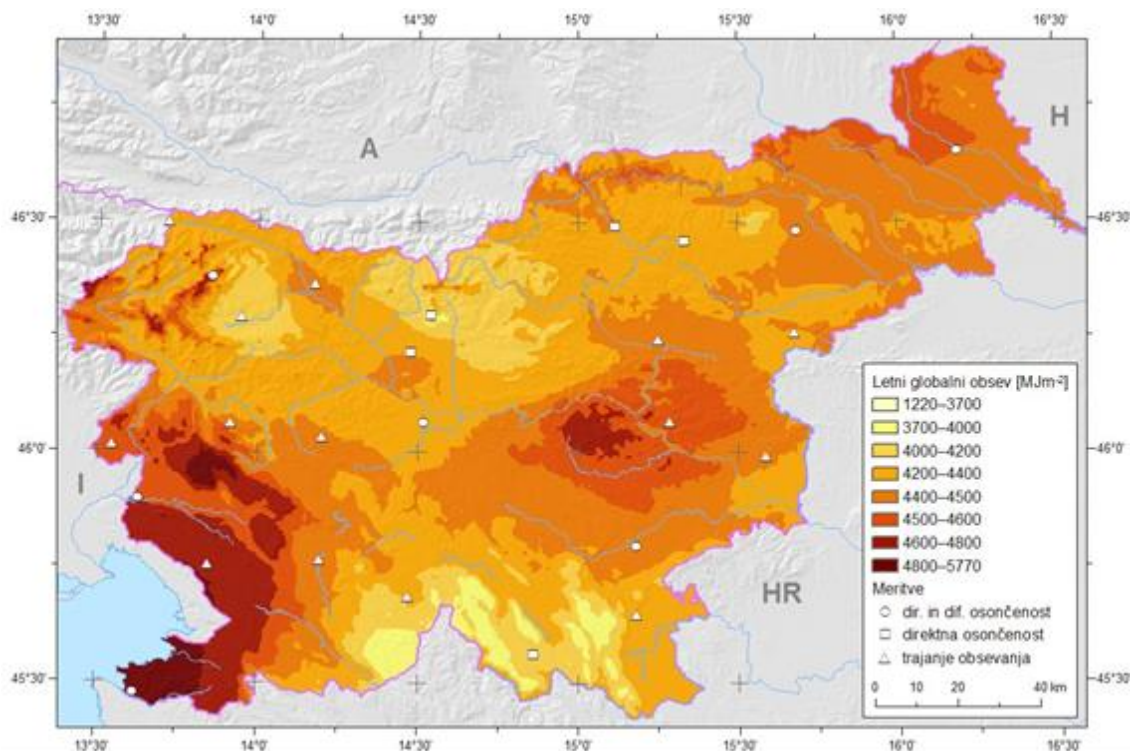 13°30' 14°0' 14°30' 15°0' 15°30' 16°0' 16°30'
H
A
46°30' 46°30'
Letni globalni obsev [MJm-2]
1220–3700
3700–4000
4000–4200
4200–4400
4400–4500
4500–4600
4600–4800
4800–5770
Meritve
dir. in dif. osončenost
direktna osončenost
trajanje obsevanja
0 10 20 40 km
46°0' 46°0'
I
HR
45°30' 45°30'
13°30' 14°0' 14°30' 15°0' 15°30' 16°0' 16°30'